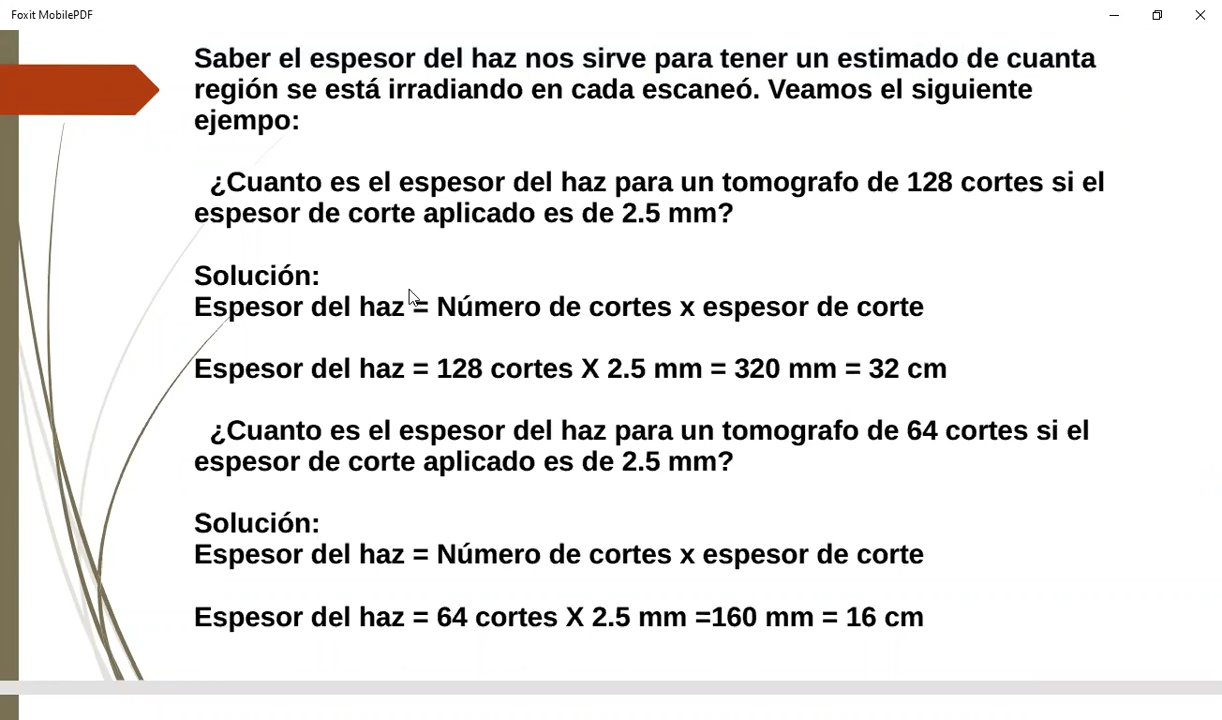 Foxit MobilePDF
Saber el espesor del haz nos sirve para tener un estimado de cuanta
región se está irradiando en cada escaneó. Veamos el siguiente
ejempo:
¿Cuanto es el espesor del haz para un tomografo de 128 cortes si el
espesor de corte aplicado es de 2.5 mm?
Solución:
Espesor del haz = Número de cortes x espesor de corte
Espesor del haz = 128 cortes X 2.5 mm = 320 mm = 32 cm
¿Cuanto es el espesor del haz para un tomografo de 64 cortes si el
espesor de corte aplicado es de 2.5 mm?
Solución:
Espesor del haz = Número de cortes x espesor de corte
Espesor del haz = 64 cortes X 2.5 mm =160 mm = 16 cm